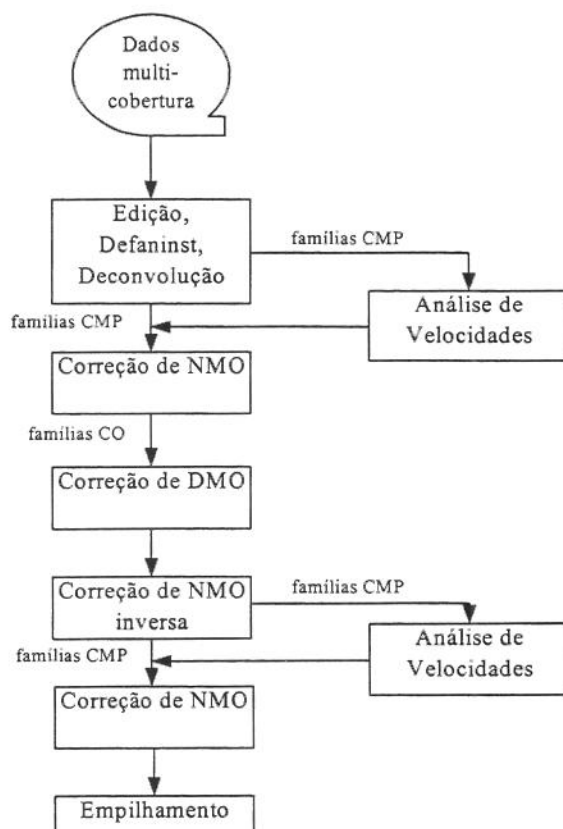 Dados
multi-
cobertura
Edição,
Defaninst,
Deconvolução
famílias CMP
Análise de
Velocidades
famílias CMP
Correção de NMO
famílias CO
Correção de DMO
Correção de NMO
inversa
famílias CMP
Análise de
Velocidades
famílias CMP
Correção de NMO
Empilhamento